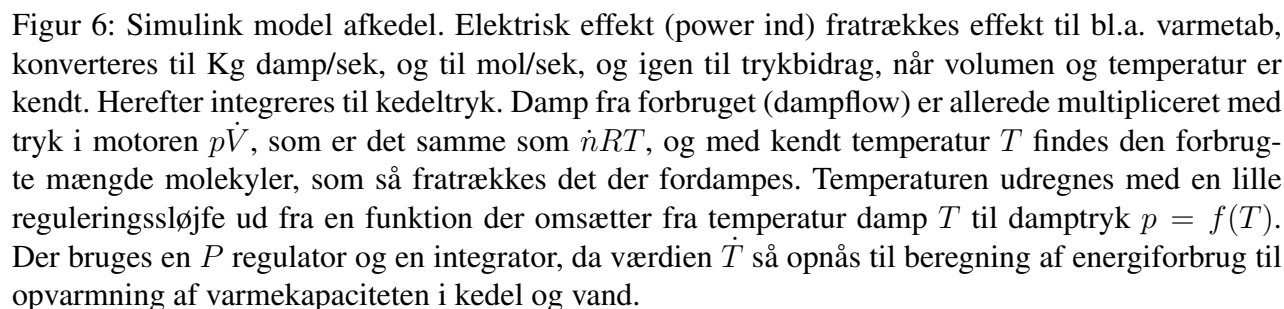 Figur 6: Simulink model afkedel. Elektrisk effekt (power ind) fratrækkes effekt til bl.a. varmetab,
konverteres til Kg damp/sek, og til mol/sek, og igen til trykbidrag, når volumen og temperatur er
kendt. Herefter integreres til kedeltryk. Damp fra forbruget (dampflow) er allerede multipliceret med
tryk i motoren $p\dot{V}$, som er det samme som $\dot{n}RT$, og med kendt temperatur $T$ findes den forbrug-
te mængde molekyler, som så fratrækkes det der fordampes. Temperaturen udregnes med en lille
reguleringssløjfe ud fra en funktion der omsætter fra temperatur damp $T$ til damptryk $p = f(T)$.
Der bruges en $P$ regulator og en integrator, da værdien $\dot{T}$ så opnås til beregning af energiforbrug til
opvarmning af varmekapaciteten i kedel og vand.